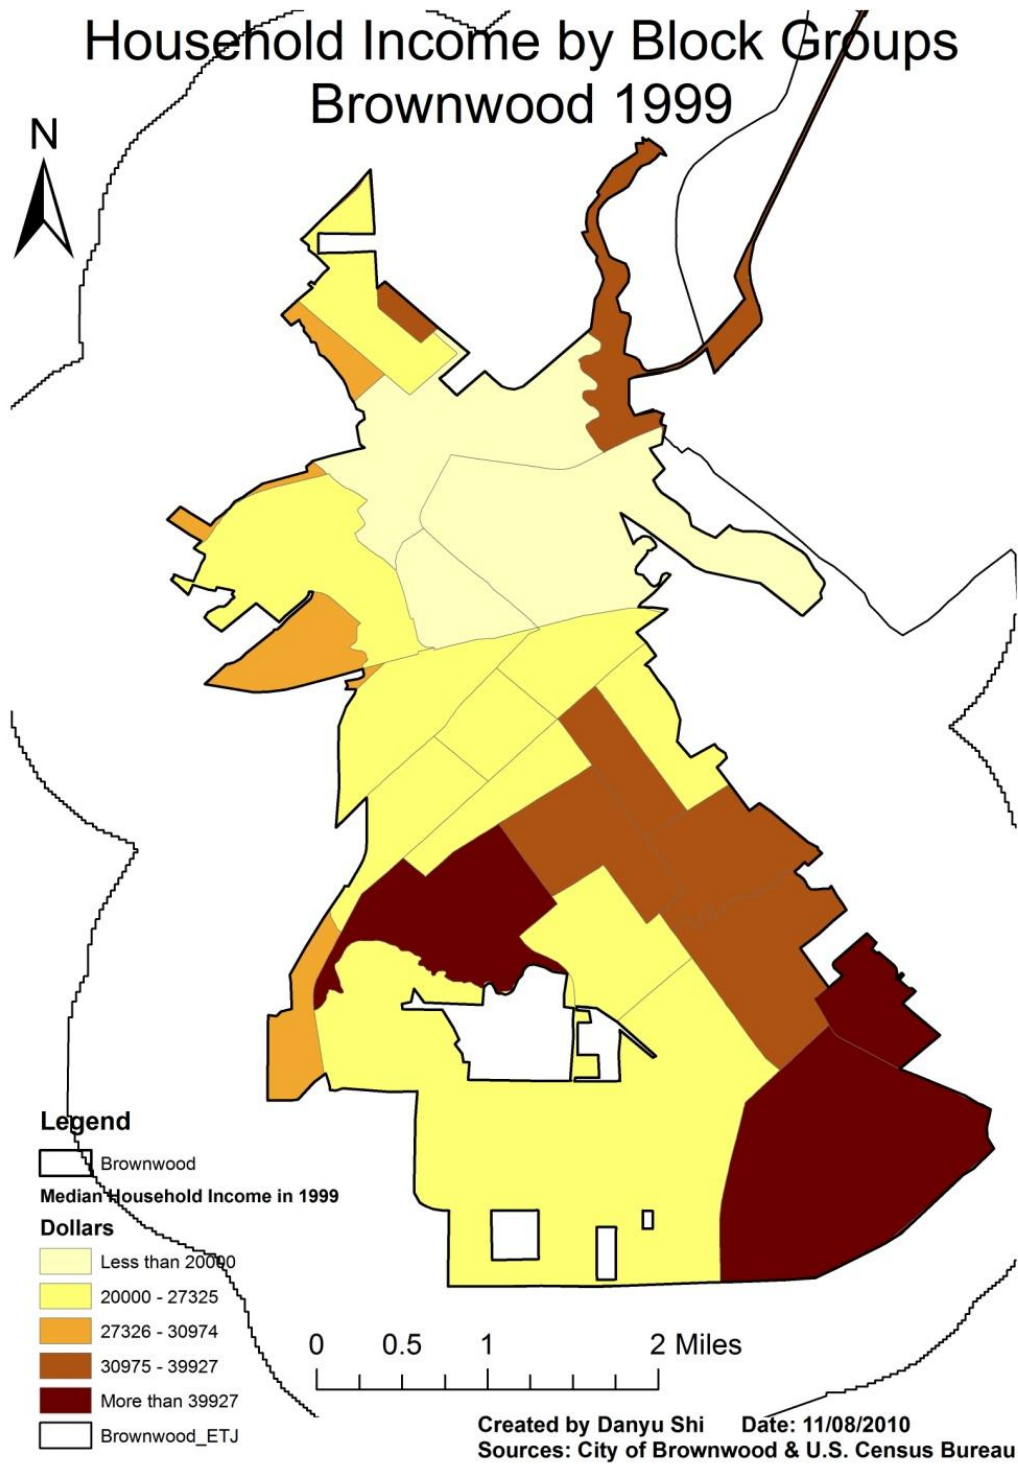 Household Income by Block Groups
Brownwood 1999
N
Legend
Brownwood
Median Household Income in 1999
Dollars
Less than 20000
20000 - 27325
27326 - 30974
30975 - 39927
More than 39927
Brownwood_ETJ
0 0.5 1 2 Miles
Created by Danyu Shi Date: 11/08/2010
Sources: City of Brownwood & U.S. Census Bureau